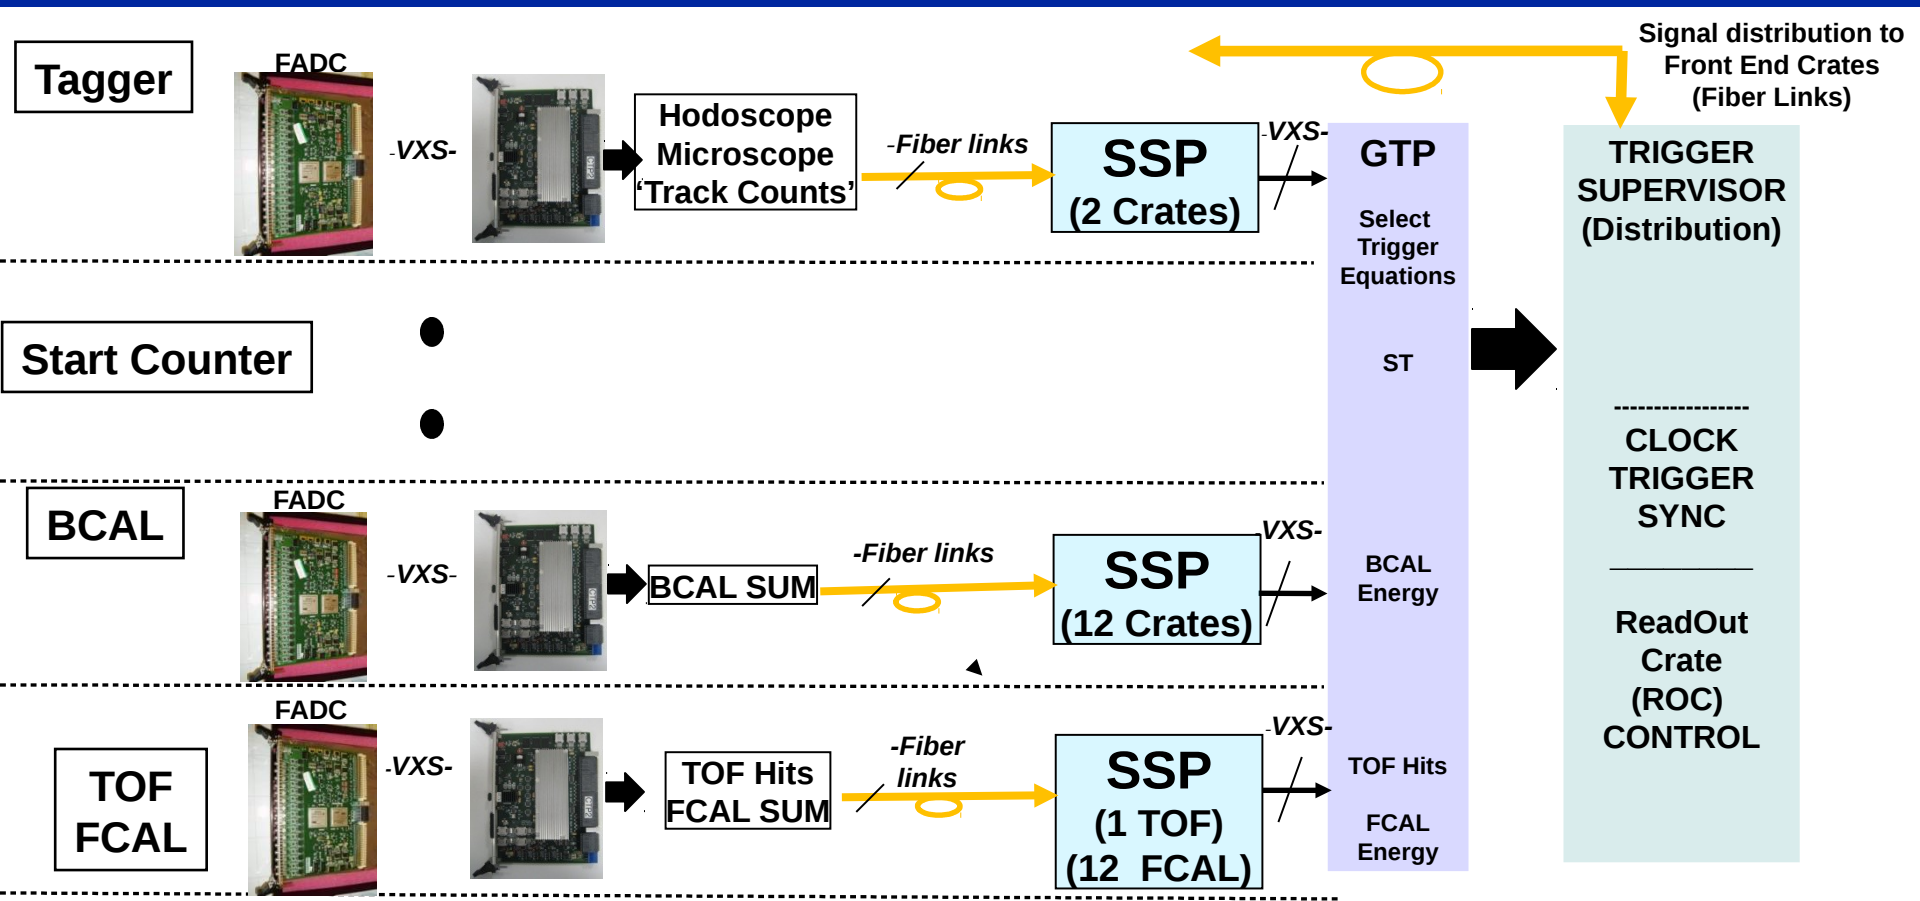 Signal distribution to
Front End Crates
(Fiber Links)
Tagger
FADC
-VXS-
Hodoscope
Microscope
‘Track Counts’
-Fiber links
SSP
(2 Crates)
-VXS-
GTP
Select
Trigger
Equations
ST
BCAL
Energy
TOF Hits
FCAL
Energy
TRIGGER
SUPERVISOR
(Distribution)
-----------------
CLOCK
TRIGGER
SYNC
________
ReadOut
Crate
(ROC)
CONTROL
Start Counter
BCAL
FADC
-VXS-
BCAL SUM
-Fiber links
SSP
(12 Crates)
-VXS-
TOF
FCAL
FADC
-VXS-
TOF Hits
FCAL SUM
-Fiber
links
SSP
(1 TOF)
(12 FCAL)
-VXS-